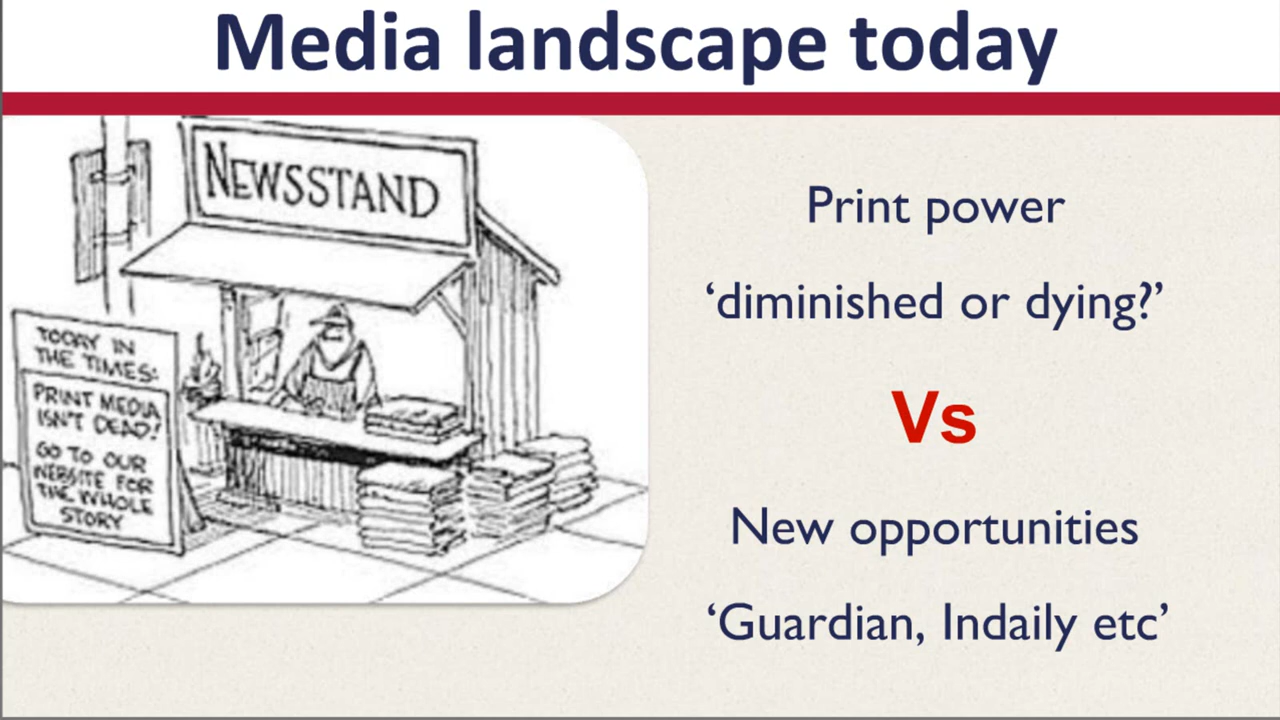 Media landscape today
NEWSSTAND
TODAY IN
THE TIMES:
PRINT MEDIA
ISN'T DEAD!
GO TO OUR
WEBSITE FOR
THE WHOLE
STORY
Print power
‘diminished or dying?’
Vs
New opportunities
‘Guardian, Indaily etc’